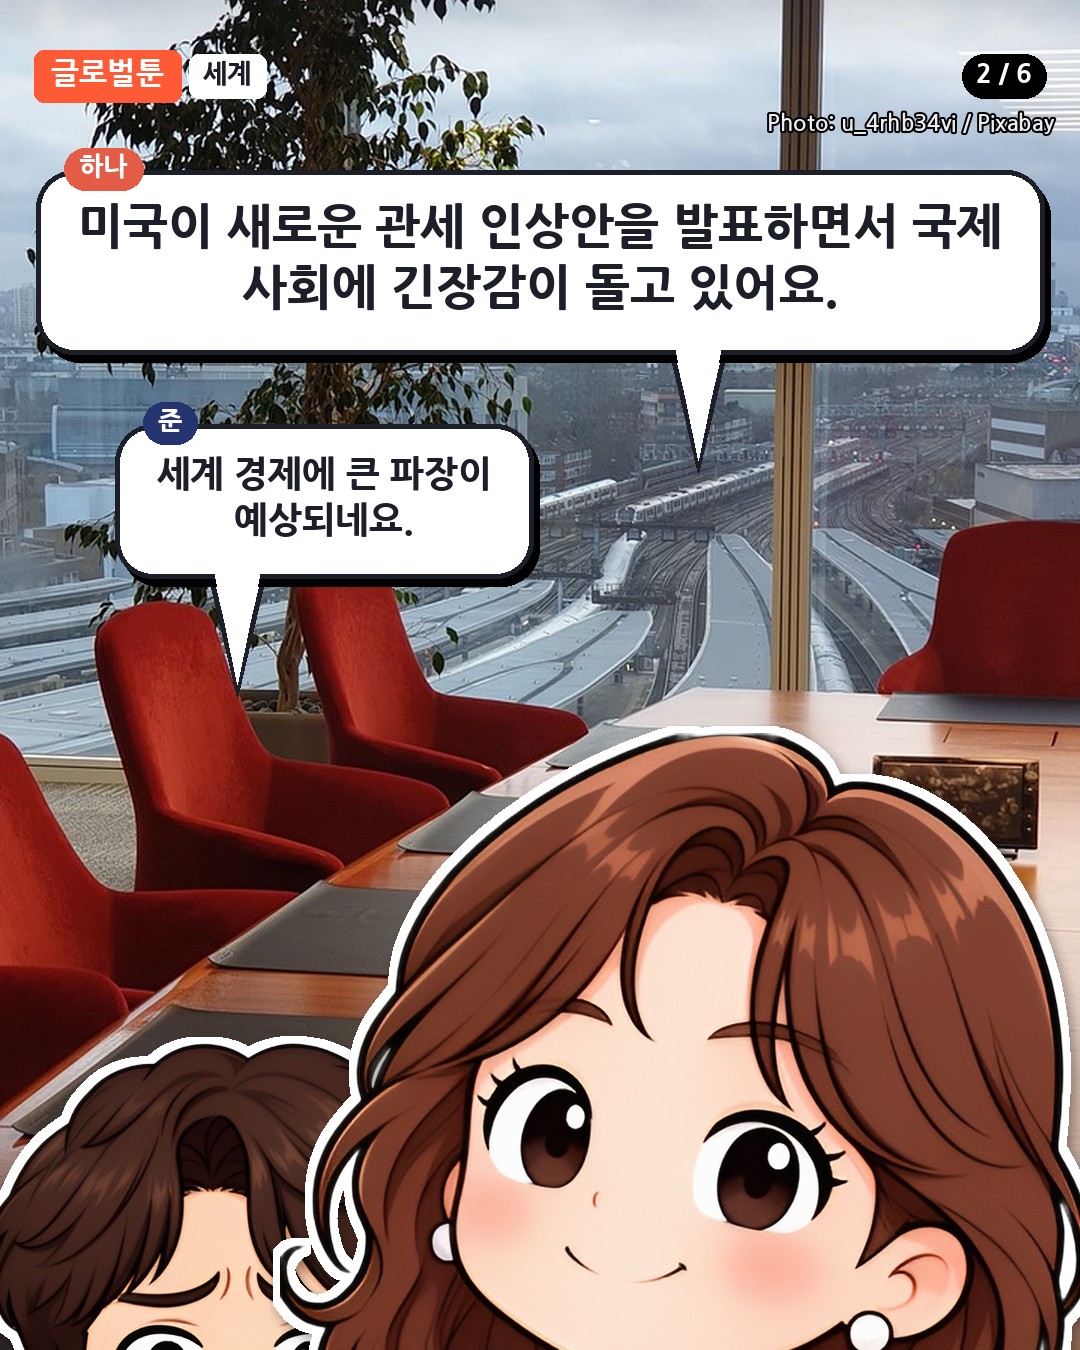 글로벌툰 세계
2 / 6
Photo: u_4rhb34vi / Pixabay
하나
미국이 새로운 관세 인상안을 발표하면서 국제
사회에 긴장감이 돌고 있어요.
준
세계 경제에 큰 파장이
예상되네요.